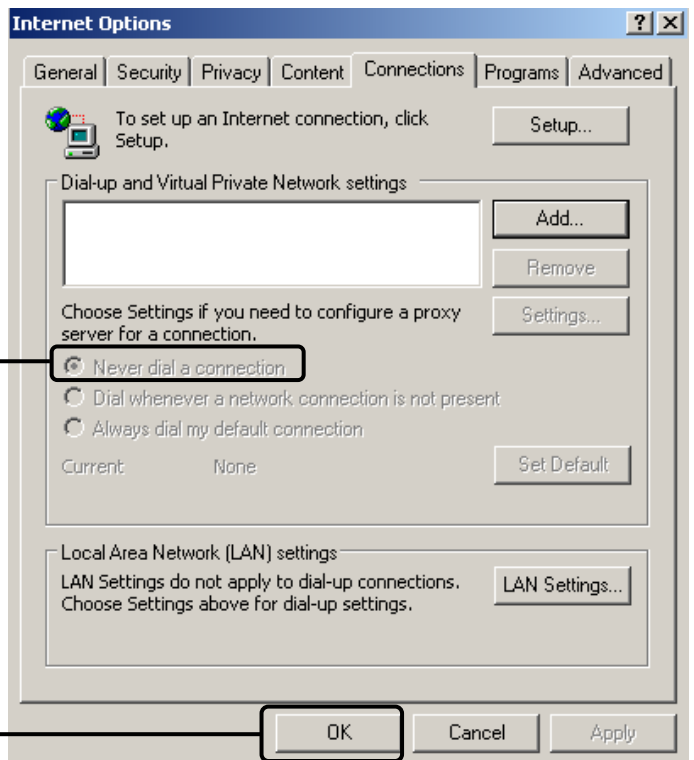 Internet Options
General Security Privacy Content Connections Programs Advanced
To set up an Internet connection, click
Setup.
Setup...
Dial-up and Virtual Private Network settings
Add...
Remove
Choose Settings if you need to configure a proxy
server for a connection.
Settings...
Never dial a connection
Dial whenever a network connection is not present
Always dial my default connection
Current None
Set Default
Local Area Network (LAN) settings
LAN Settings do not apply to dial-up connections.
Choose Settings above for dial-up settings.
LAN Settings...
OK Cancel Apply